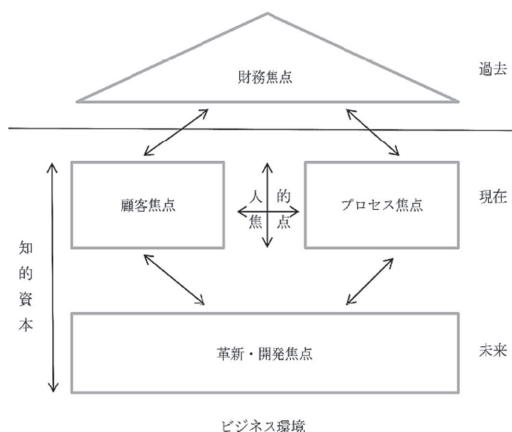 財務焦点
過去
顧客焦点
人的
焦点
プロセス焦点
現在
知的資本
革新・開発焦点
未来
ビジネス環境